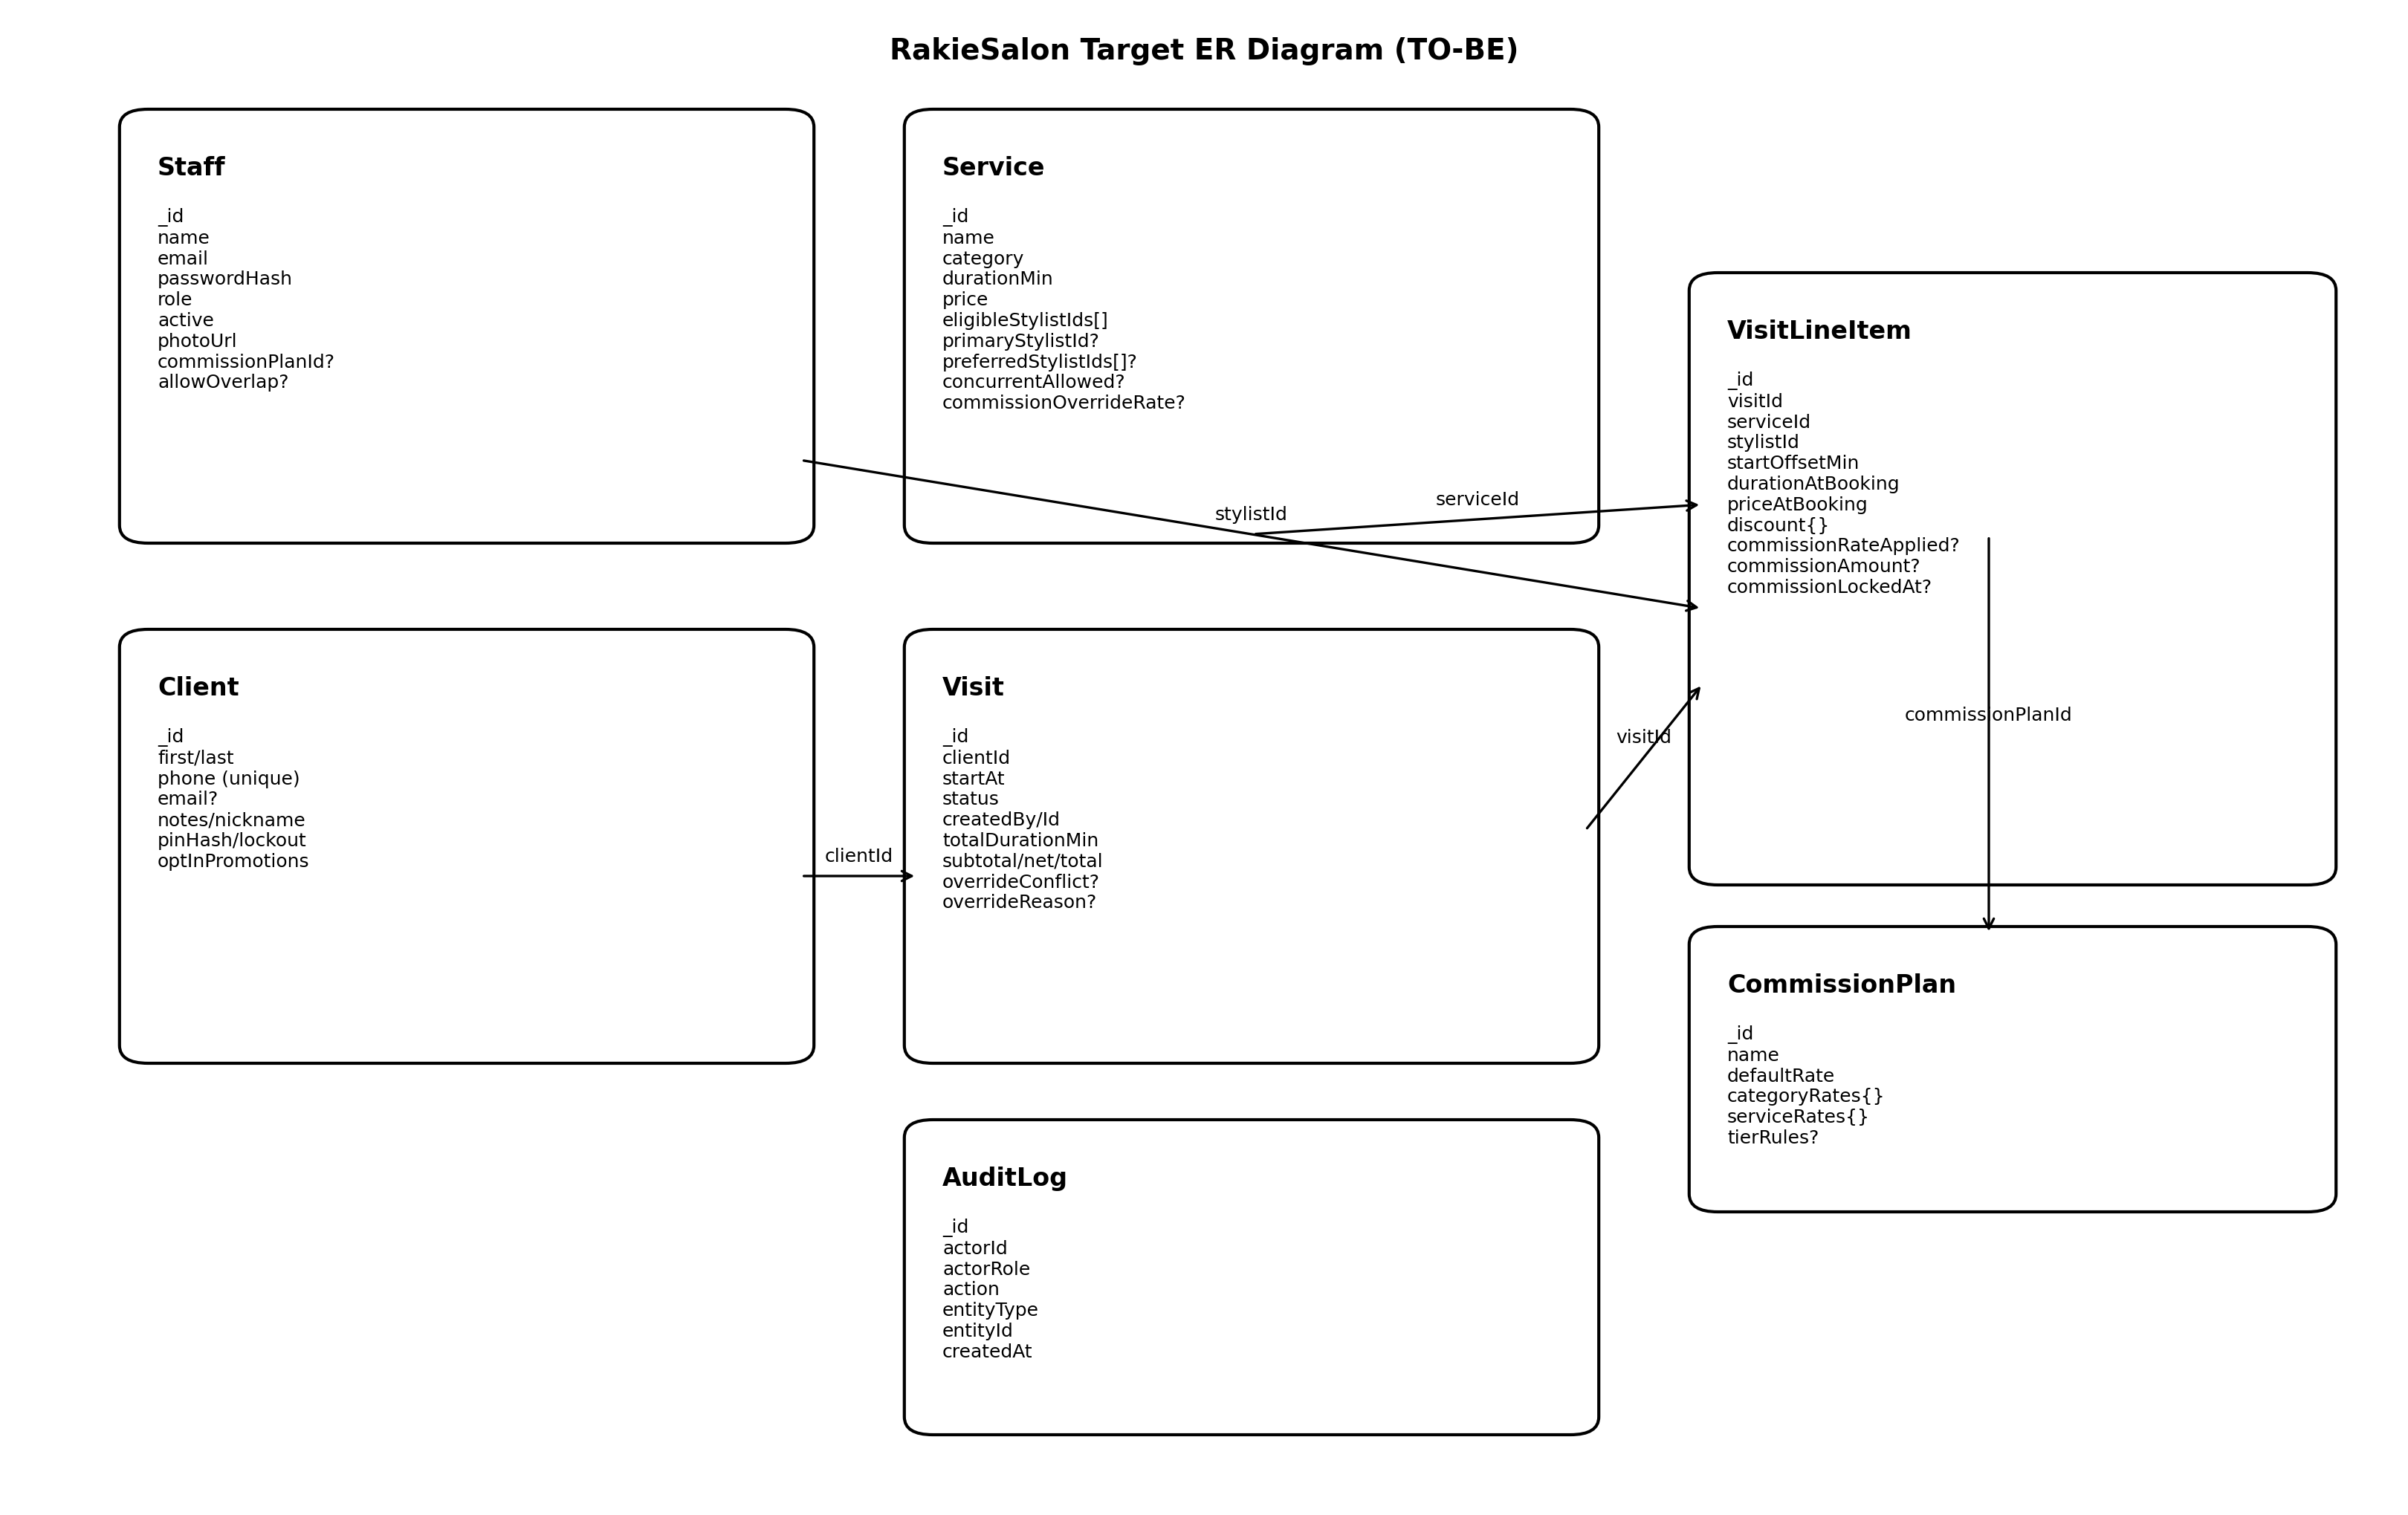 RakieSalon Target ER Diagram (TO-BE)
Staff
_id
name
email
passwordHash
role
active
photoUrl
commissionPlanId?
allowOverlap?
Service
_id
name
category
durationMin
price
eligibleStylistIds[]
primaryStylistId?
preferredStylistIds[]?
concurrentAllowed?
commissionOverrideRate?
stylistId
serviceId
VisitLineItem
_id
visitId
serviceId
stylistId
startOffsetMin
durationAtBooking
priceAtBooking
discount{}
commissionRateApplied?
commissionAmount?
commissionLockedAt?
commissionPlanId
Client
_id
first/last
phone (unique)
email?
notes/nickname
pinHash/lockout
optInPromotions
clientId
Visit
_id
clientId
startAt
status
createdBy/Id
totalDurationMin
subtotal/net/total
overrideConflict?
overrideReason?
visitId
CommissionPlan
_id
name
defaultRate
categoryRates{}
serviceRates{}
tierRules?
AuditLog
_id
actorId
actorRole
action
entityType
entityId
createdAt